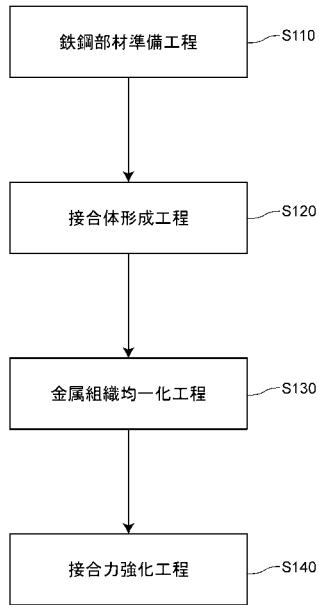 鉄鋼部材準備工程
S110
接合体形成工程
S120
金属組織均一化工程
S130
接合力強化工程
S140